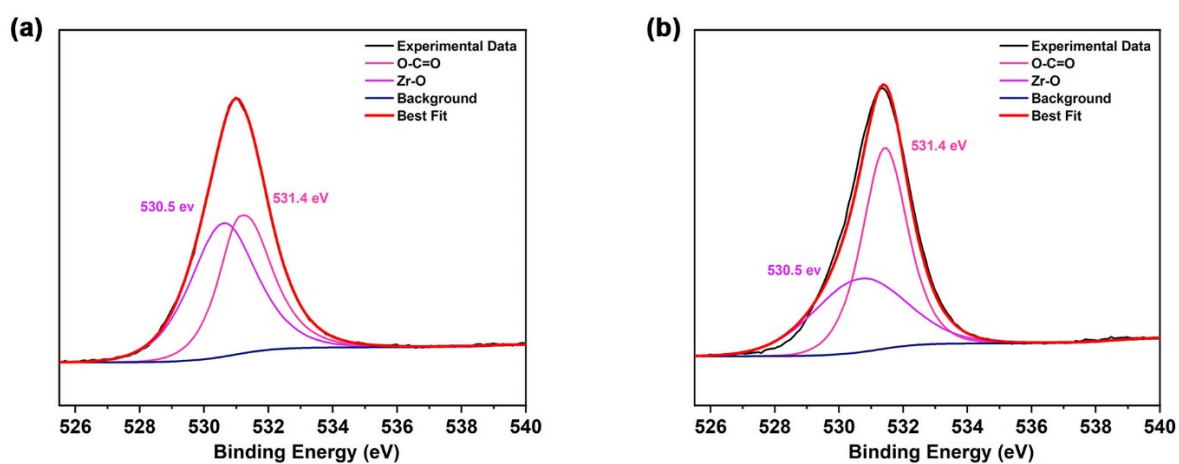 (a)
Experimental Data
O-C=O
Zr-O
Background
Best Fit
530.5 ev
531.4 eV
526 528 530 532 534 536 538 540
Binding Energy (eV)
(b)
Experimental Data
O-C=O
Zr-O
Background
Best Fit
531.4 eV
530.5 ev
526 528 530 532 534 536 538 540
Binding Energy (eV)